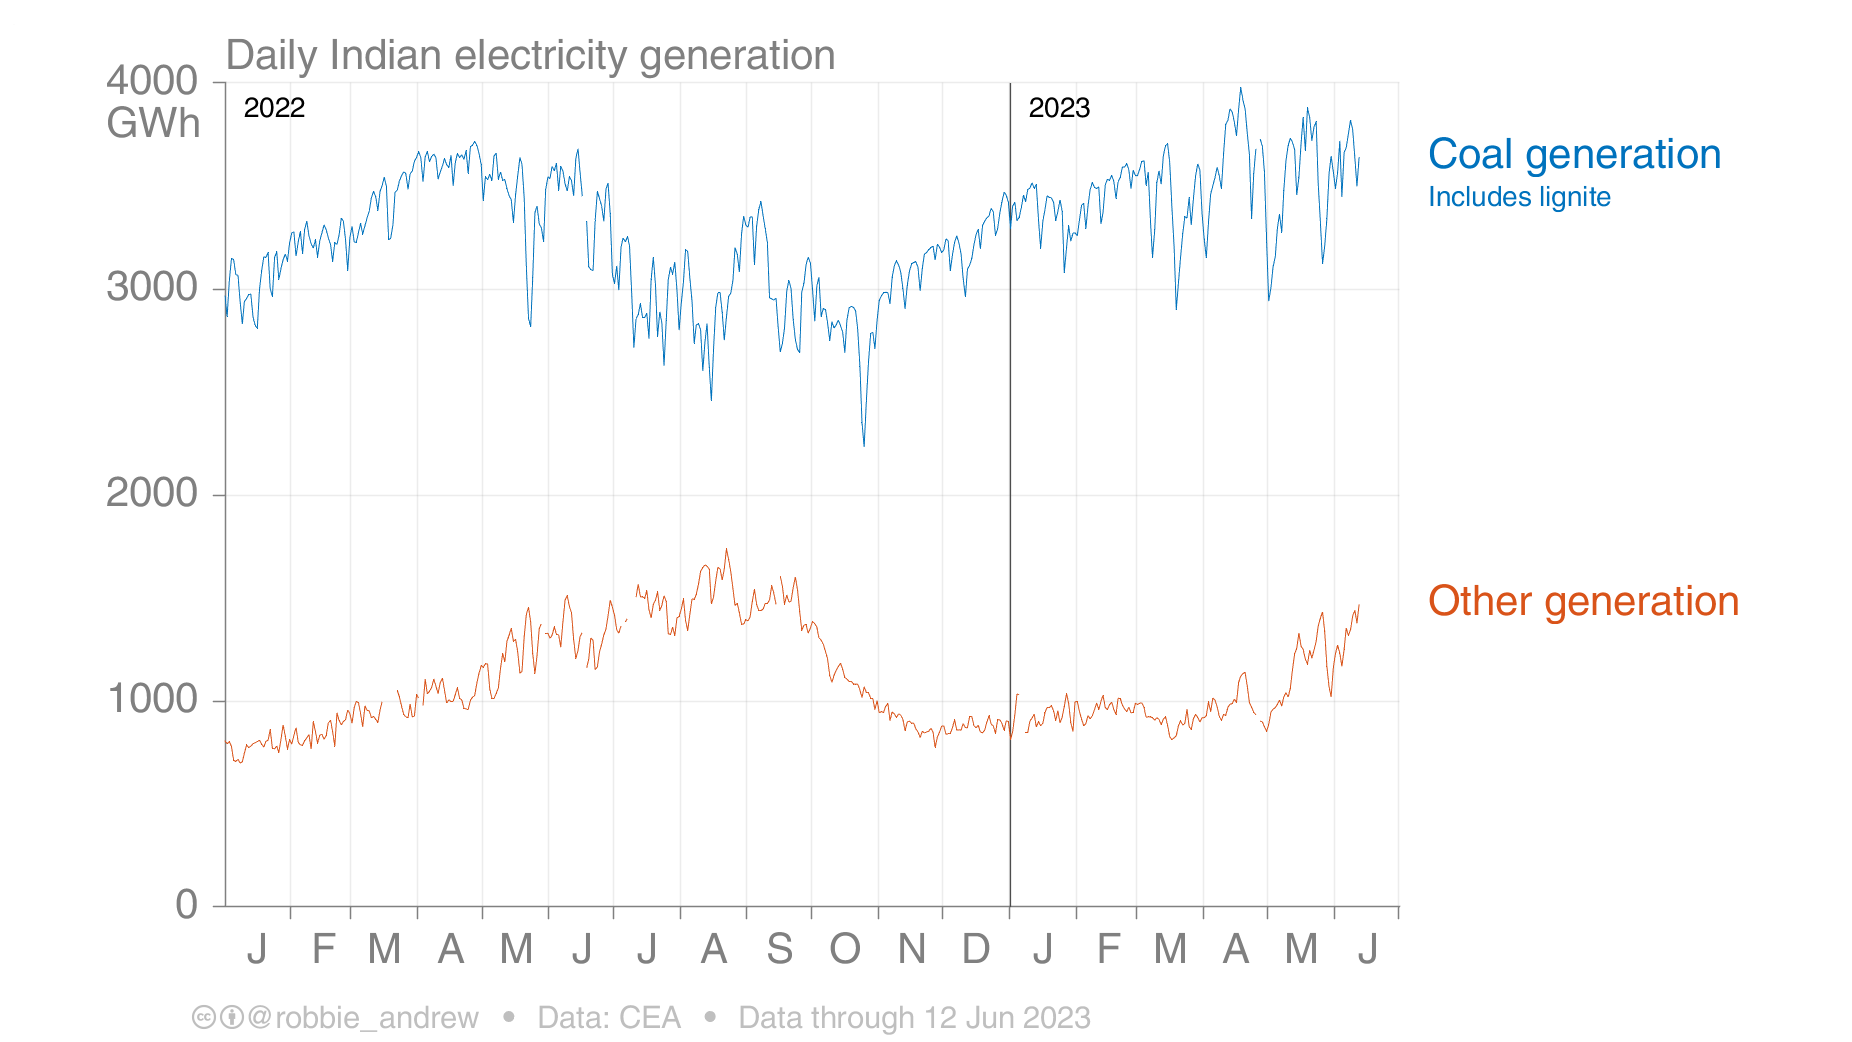 Daily Indian electricity generation
4000
GWh
2022
2023
Coal generation
Includes lignite
3000
2000
Other generation
1000
0
J F M A M J J A S O N D J F M A M J
cc @robbie_andrew • Data: CEA • Data through 12 Jun 2023